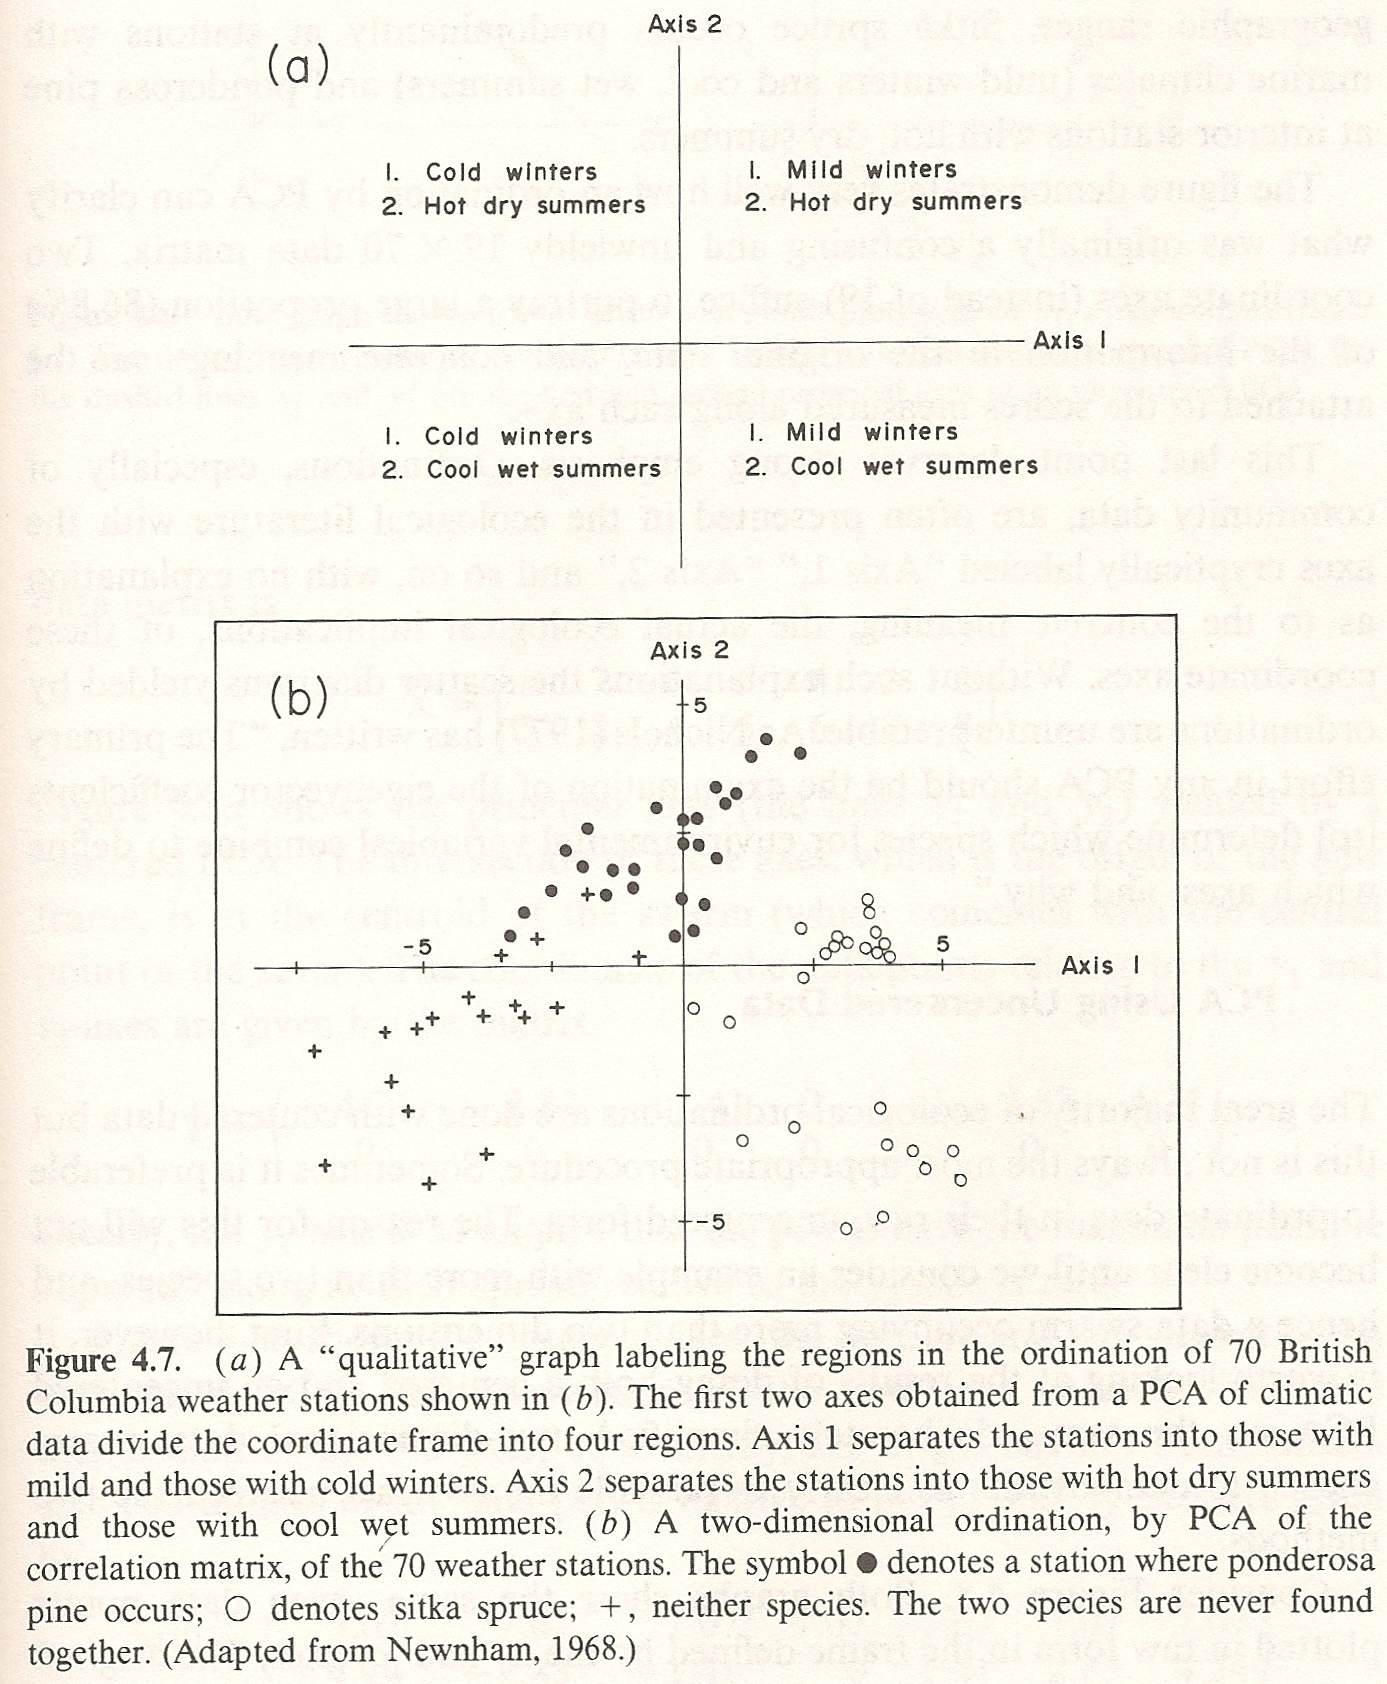 Axis 2
(a)
1. Cold winters
2. Hot dry summers
1. Mild winters
2. Hot dry summers
Axis 1
1. Cold winters
2. Cool wet summers
1. Mild winters
2. Cool wet summers
Axis 2
(b)
5
-5
5
Axis 1
-5
Figure 4.7. (a) A “qualitative” graph labeling the regions in the ordination of 70 British
Columbia weather stations shown in (b). The first two axes obtained from a PCA of climatic
data divide the coordinate frame into four regions. Axis 1 separates the stations into those with
mild and those with cold winters. Axis 2 separates the stations into those with hot dry summers
and those with cool wet summers. (b) A two-dimensional ordination, by PCA of the
correlation matrix, of the 70 weather stations. The symbol ● denotes a station where ponderosa
pine occurs; ○ denotes sitka spruce; +, neither species. The two species are never found
together. (Adapted from Newnham, 1968.)